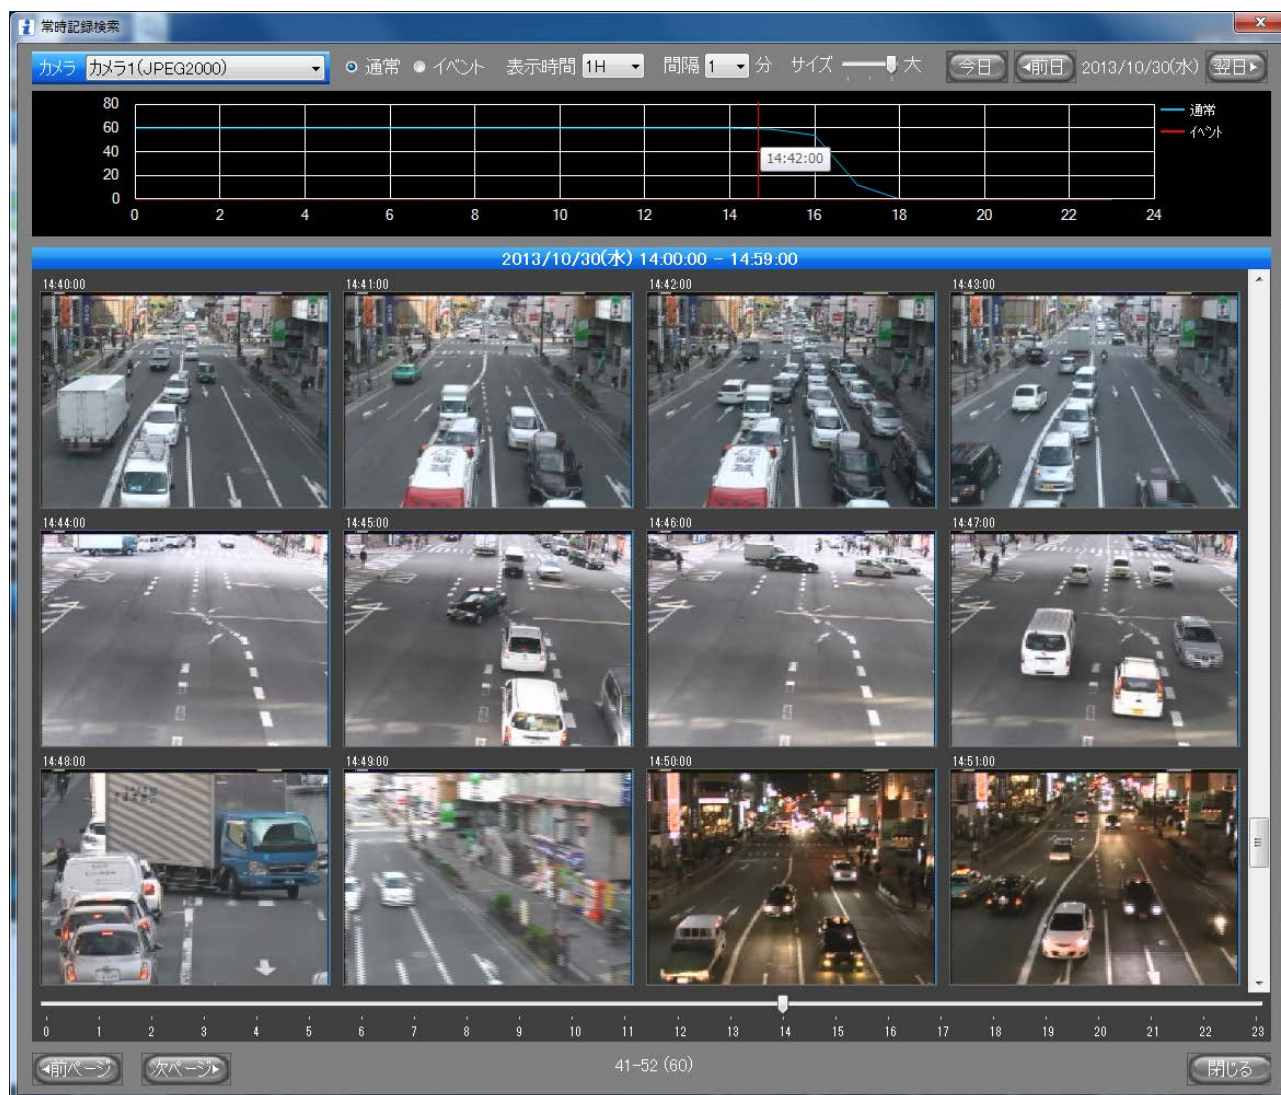 常時記録検索
カメラ カメラ1(JPEG2000) 通常 イベント 表示時間 1H 間隔 1 分 サイズ 大 今日 前日 2013/10/30(水) 翌日
80
60
40
20
0
0 2 4 6 8 10 12 14 16 18 20 22 24
14:42:00
通常
イベント
2013/10/30(水) 14:00:00 - 14:59:00
14:40:00 14:41:00 14:42:00 14:43:00
14:44:00 14:45:00 14:46:00 14:47:00
14:48:00 14:49:00 14:50:00 14:51:00
0 1 2 3 4 5 6 7 8 9 10 11 12 13 14 15 16 17 18 19 20 21 22 23
前ページ 次ページ 41-52 (60) 閉じる